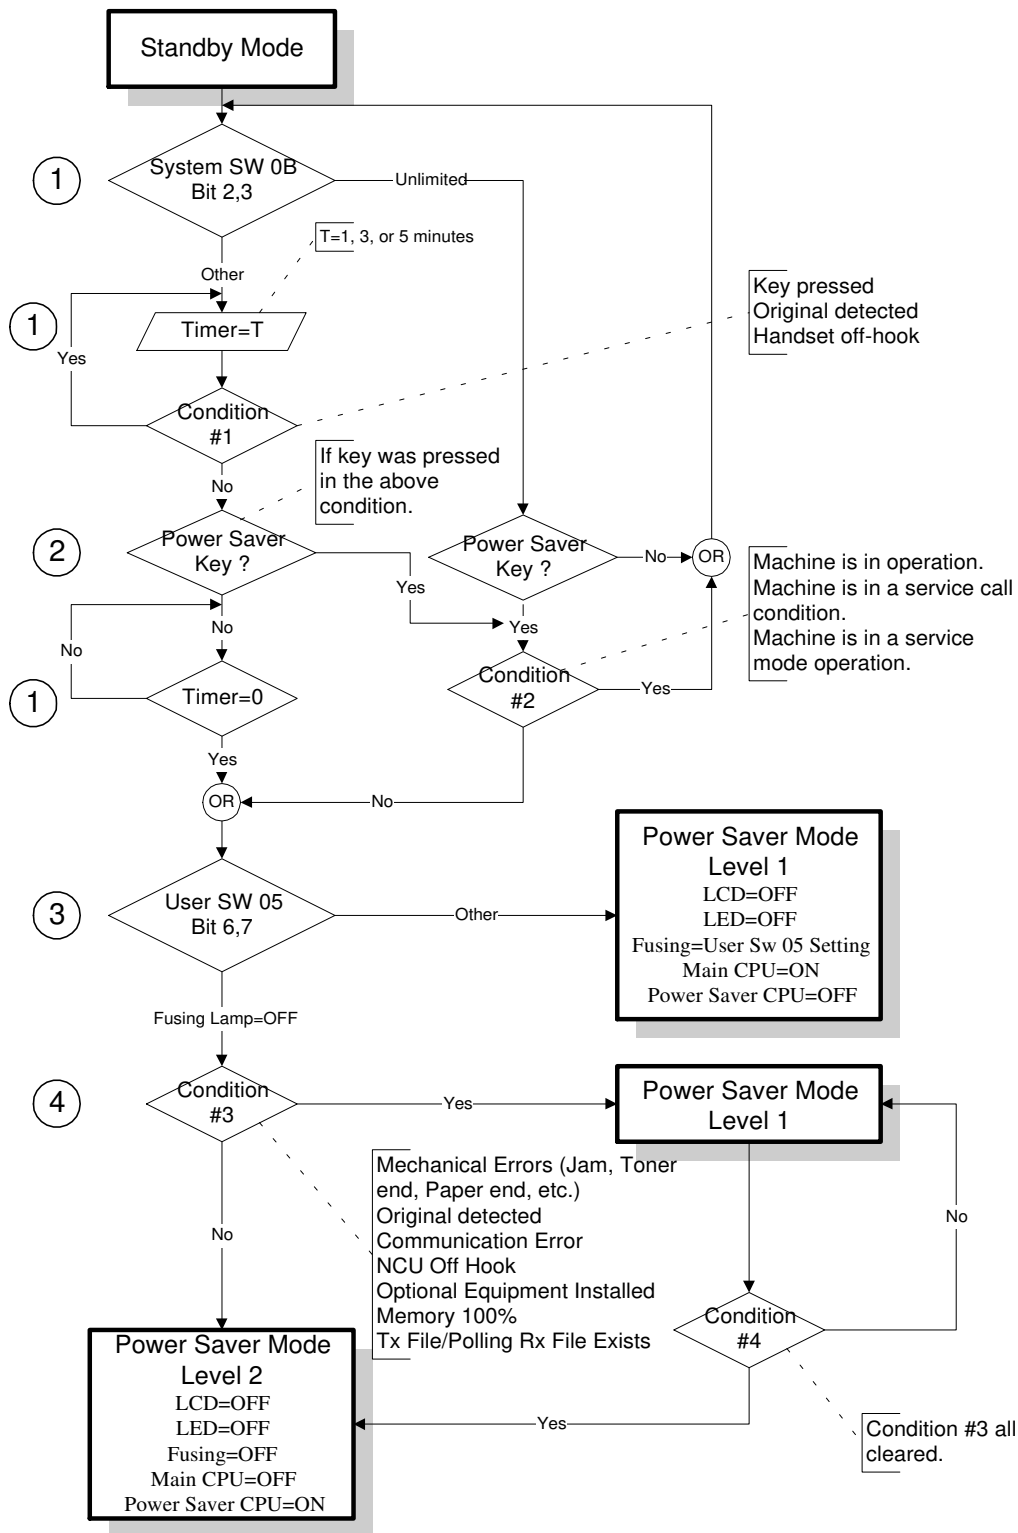 Standby Mode
1
System SW 0B
Bit 2,3
Unlimited
T=1, 3, or 5 minutes
Other
Key pressed
Original detected
Handset off-hook
1
Timer=T
Yes
Condition
#1
If key was pressed
in the above
condition.
No
2
Power Saver
Key ?
Power Saver
Key ?
No
OR
Machine is in operation.
Machine is in a service call
condition.
Machine is in a service
mode operation.
Yes
No
Yes
No
Condition
#2
Yes
1
Timer=0
Yes
OR
No
Power Saver Mode
Level 1
LCD=OFF
LED=OFF
Fusing=User Sw 05 Setting
Main CPU=ON
Power Saver CPU=OFF
3
User SW 05
Bit 6,7
Other
Fusing Lamp=OFF
4
Condition
#3
Yes
Power Saver Mode
Level 1
Mechanical Errors (Jam, Toner
end, Paper end, etc.)
Original detected
Communication Error
NCU Off Hook
Optional Equipment Installed
Memory 100%
Tx File/Polling Rx File Exists
No
No
Condition
#4
Power Saver Mode
Level 2
LCD=OFF
LED=OFF
Fusing=OFF
Main CPU=OFF
Power Saver CPU=ON
Yes
Condition #3 all
cleared.